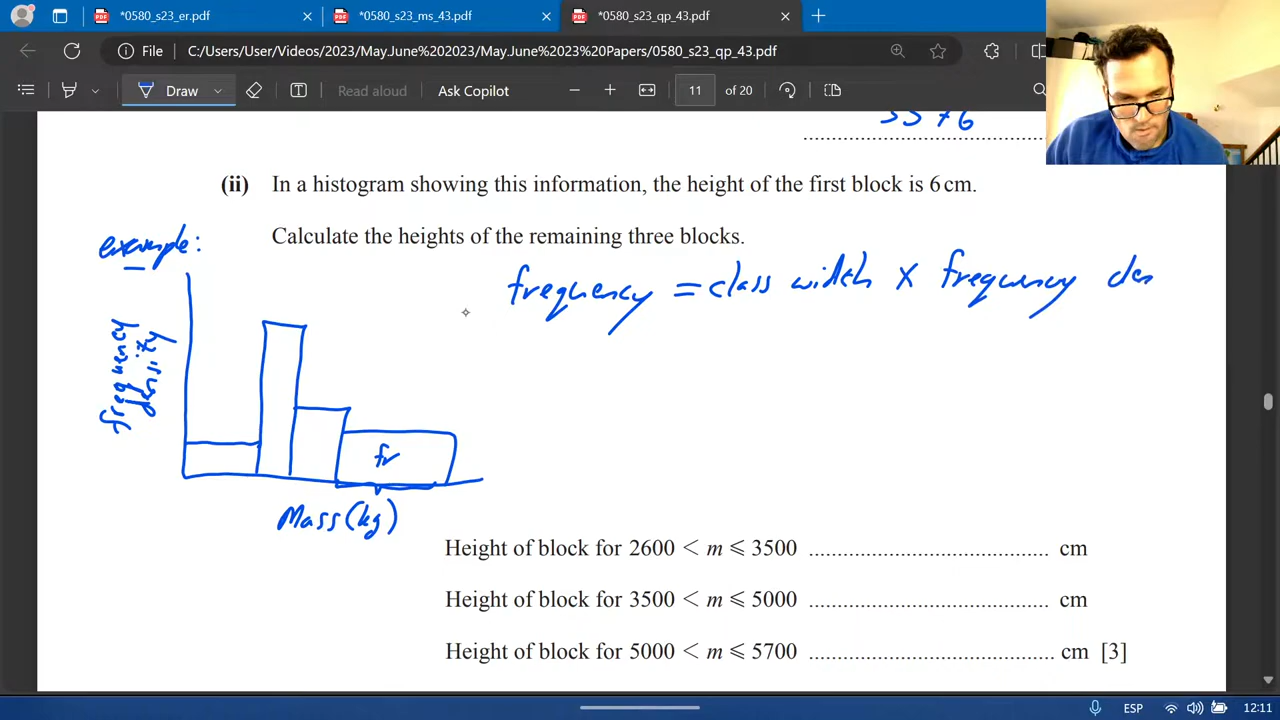 *0580_s23_er.pdf
*0580_s23_ms_43.pdf
*0580_s23_qp_43.pdf
File
C:/Users/User/Videos/2023/May.June%202023/May.June%2023%20Papers/0580_s23_qp_43.pdf
Draw
Read aloud
Ask Copilot
11 of 20
5576
(ii) In a histogram showing this information, the height of the first block is 6 cm.
Calculate the heights of the remaining three blocks.
example:
frequency = class width x frequency den
frequency density
fr
Mass (kg)
Height of block for 2600 < m ⩽ 3500 ............................................ cm
Height of block for 3500 < m ⩽ 5000 ............................................ cm
Height of block for 5000 < m ⩽ 5700 ............................................ cm [3]
ESP
12:11